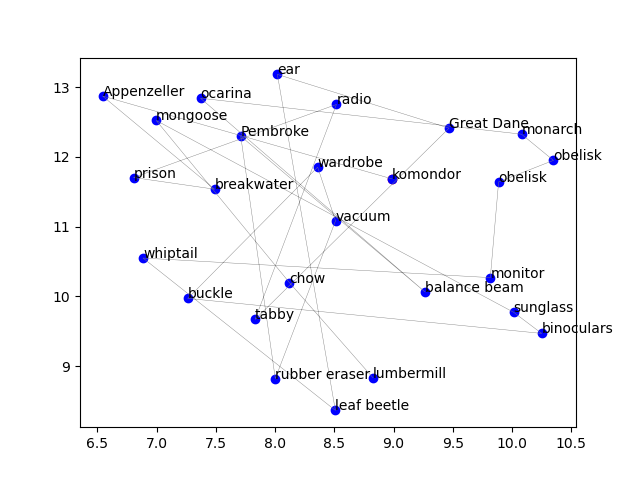 13
12
11
10
9
6.5 7.0 7.5 8.0 8.5 9.0 9.5 10.0 10.5
ear
Appenzeller
ocarina
radio
mongoose
Great Dane
Pembroke
monarch
wardrobe
obelisk
prison
breakwater
komondor
obelisk
vacuum
whiptail
monitor
chow
buckle
balance beam
tabby
sunglass
binoculars
rubber eraser
lumbermill
leaf beetle